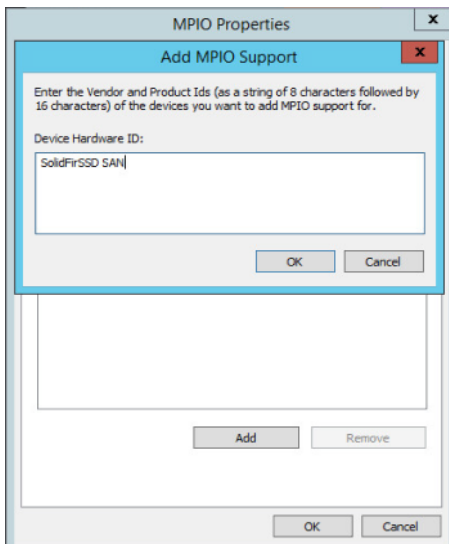 MPIO Properties
x
Add MPIO Support
x
Enter the Vendor and Product Ids (as a string of 8 characters followed by
16 characters) of the devices you want to add MPIO support for.
Device Hardware ID:
SolidFirSSD SAN
OK Cancel
Add Remove
OK Cancel